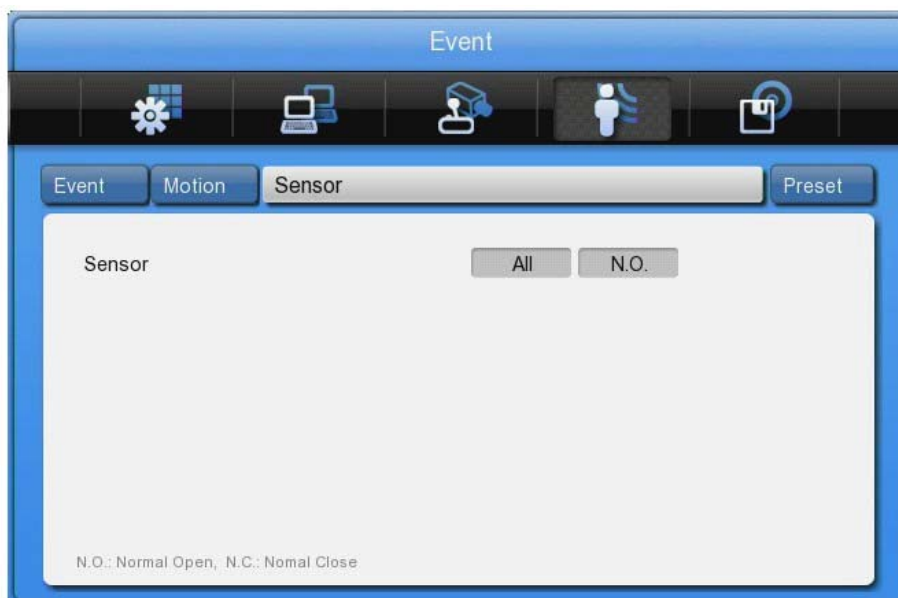 Event
Event Motion Sensor Preset
Sensor All N.O.
N.O.: Normal Open, N.C.: Nomal Close